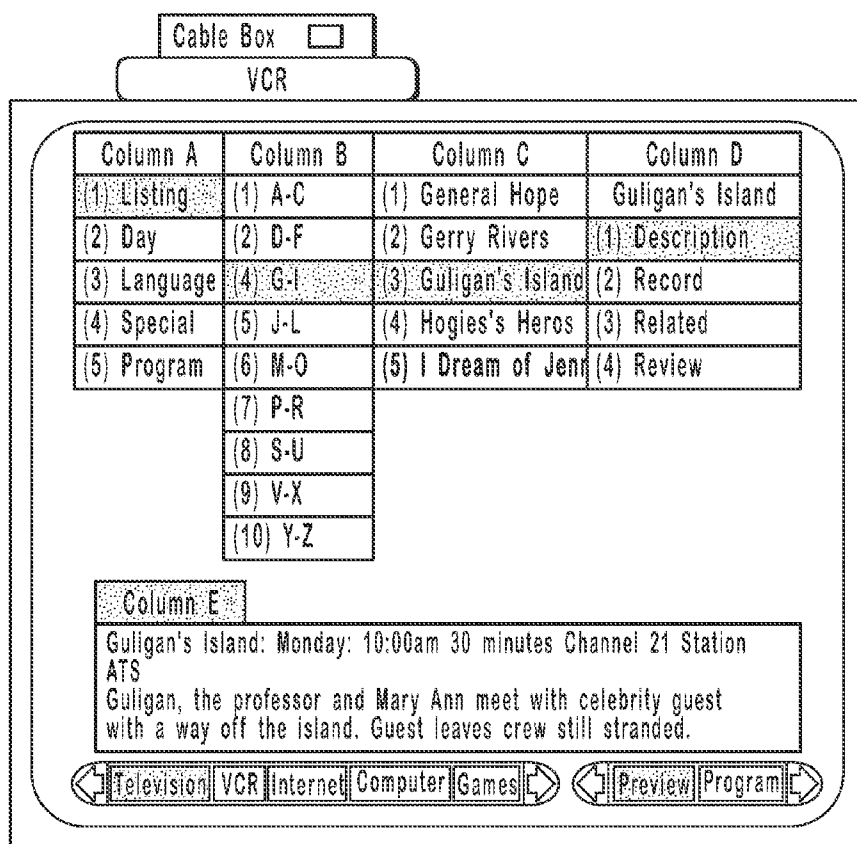 Cable Box
VCR
Column A Column B Column C Column D
(1) Listing (1) A-C (1) General Hope Guligan's Island
(2) Day (2) D-F (2) Gerry Rivers (1) Description
(3) Language (4) G-I (3) Guligan's Island (2) Record
(4) Special (5) J-L (4) Hogies's Heros (3) Related
(5) Program (6) M-O (5) I Dream of Jenn (4) Review
(7) P-R
(8) S-U
(9) V-X
(10) Y-Z
Column E
Guligan's Island: Monday: 10:00am 30 minutes Channel 21 Station
ATS
Guligan, the professor and Mary Ann meet with celebrity guest
with a way off the island. Guest leaves crew still stranded.
Television VCR Internet Computer Games Preview Program